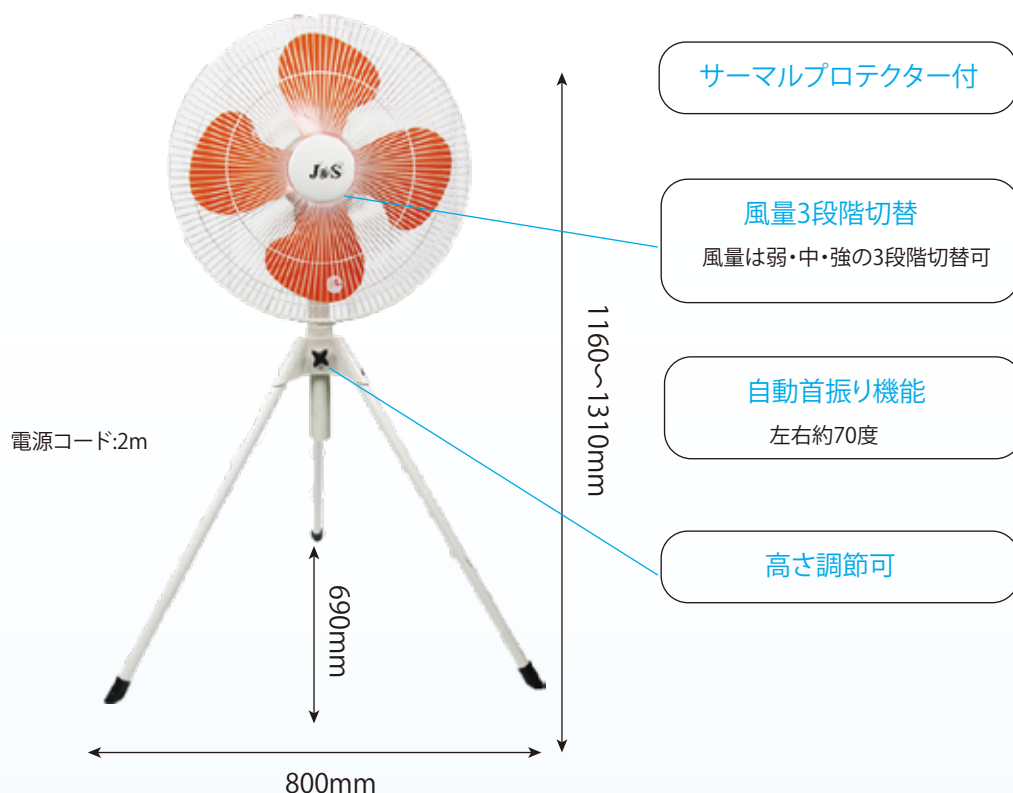 J&S
サーマルプロテクター付
風量3段階切替
風量は弱・中・強の3段階切替可
自動首振り機能
左右約70度
高さ調節可
1160〜1310mm
電源コード:2m
690mm
800mm